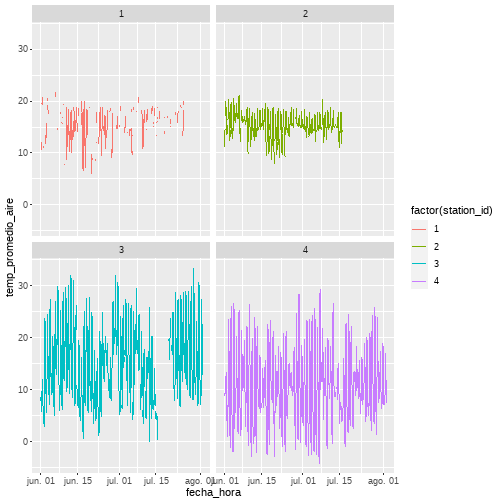 1
2
30
20
10
0
temp_promedio_aire
factor(station_id)
1
2
3
4
3
4
30
20
10
0
jun. 01
jun. 15
jul. 01
jul. 15
ago. 01
jun. 01
jun. 15
jul. 01
jul. 15
ago. 01
fecha_hora